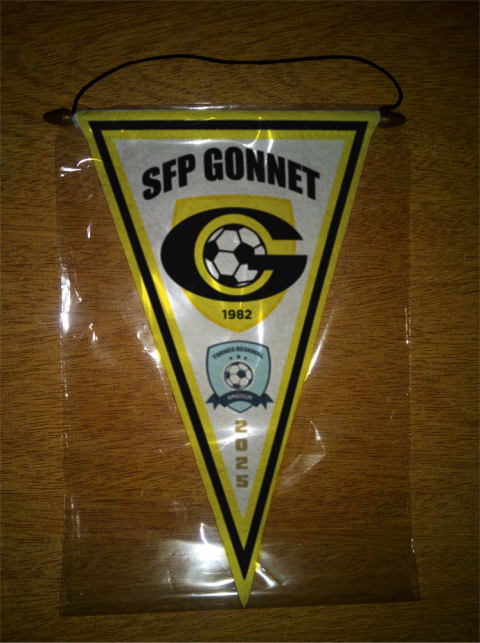 SFP GONNET
G
1982
TORNEO REGIONAL
AMATEUR
2025